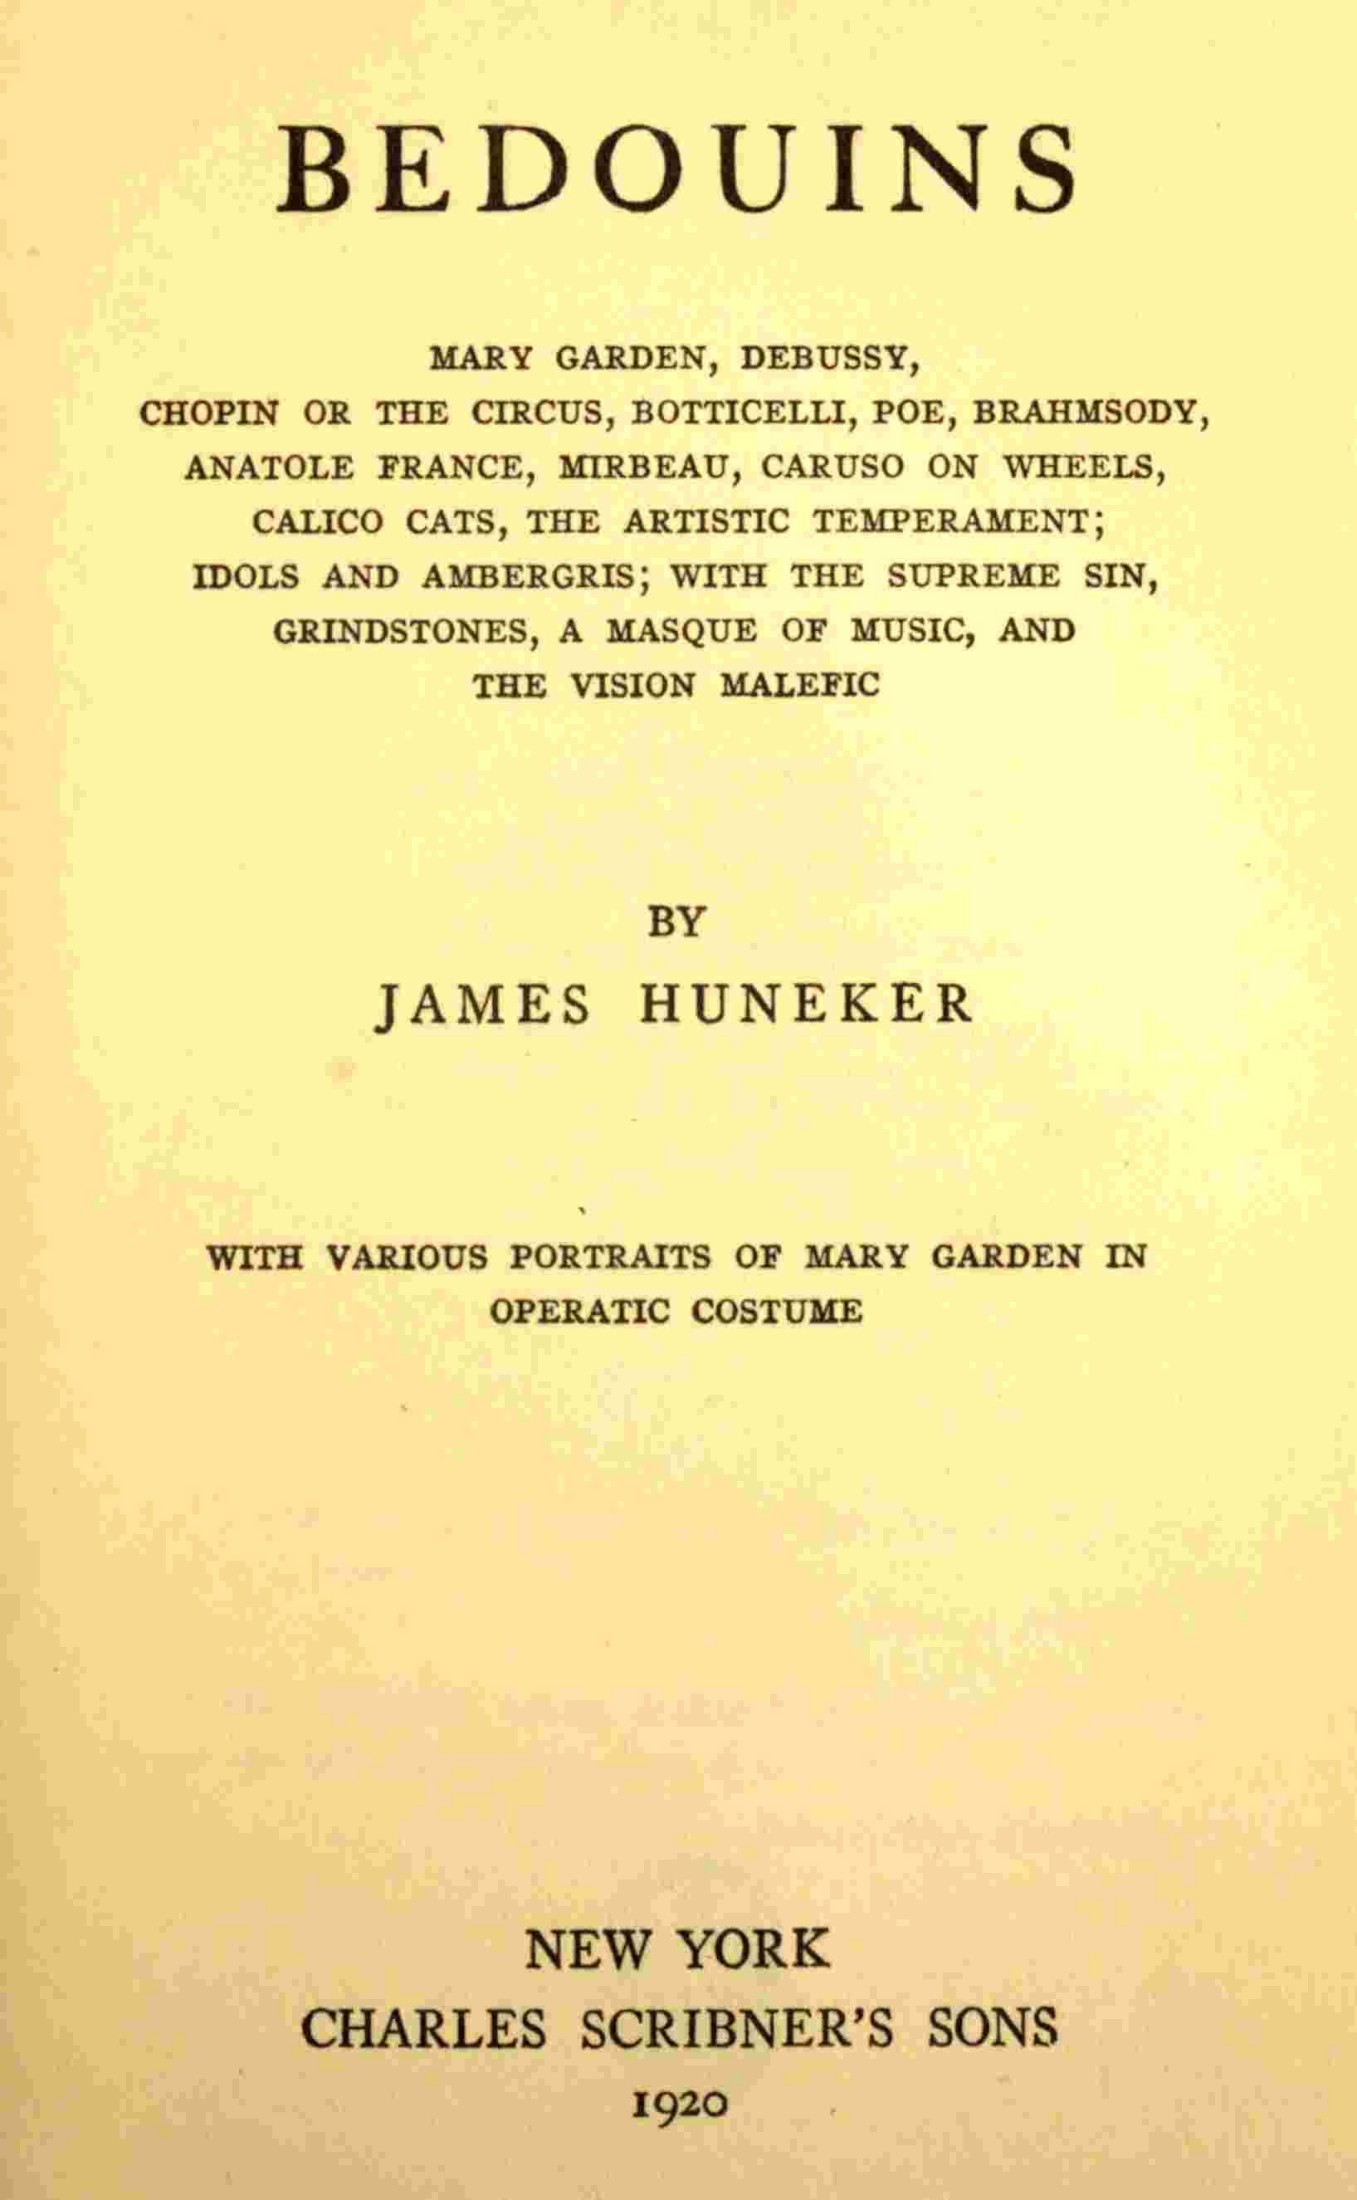 BEDOUINS
MARY GARDEN, DEBUSSY,
CHOPIN OR THE CIRCUS, BOTTICELLI, POE, BRAHMSODY,
ANATOLE FRANCE, MIRBEAU, CARUSO ON WHEELS,
CALICO CATS, THE ARTISTIC TEMPERAMENT;
IDOLS AND AMBERGRIS; WITH THE SUPREME SIN,
GRINDSTONES, A MASQUE OF MUSIC, AND
THE VISION MALEFIC
BY
JAMES HUNEKER
WITH VARIOUS PORTRAITS OF MARY GARDEN IN
OPERATIC COSTUME
NEW YORK
CHARLES SCRIBNER'S SONS
1920